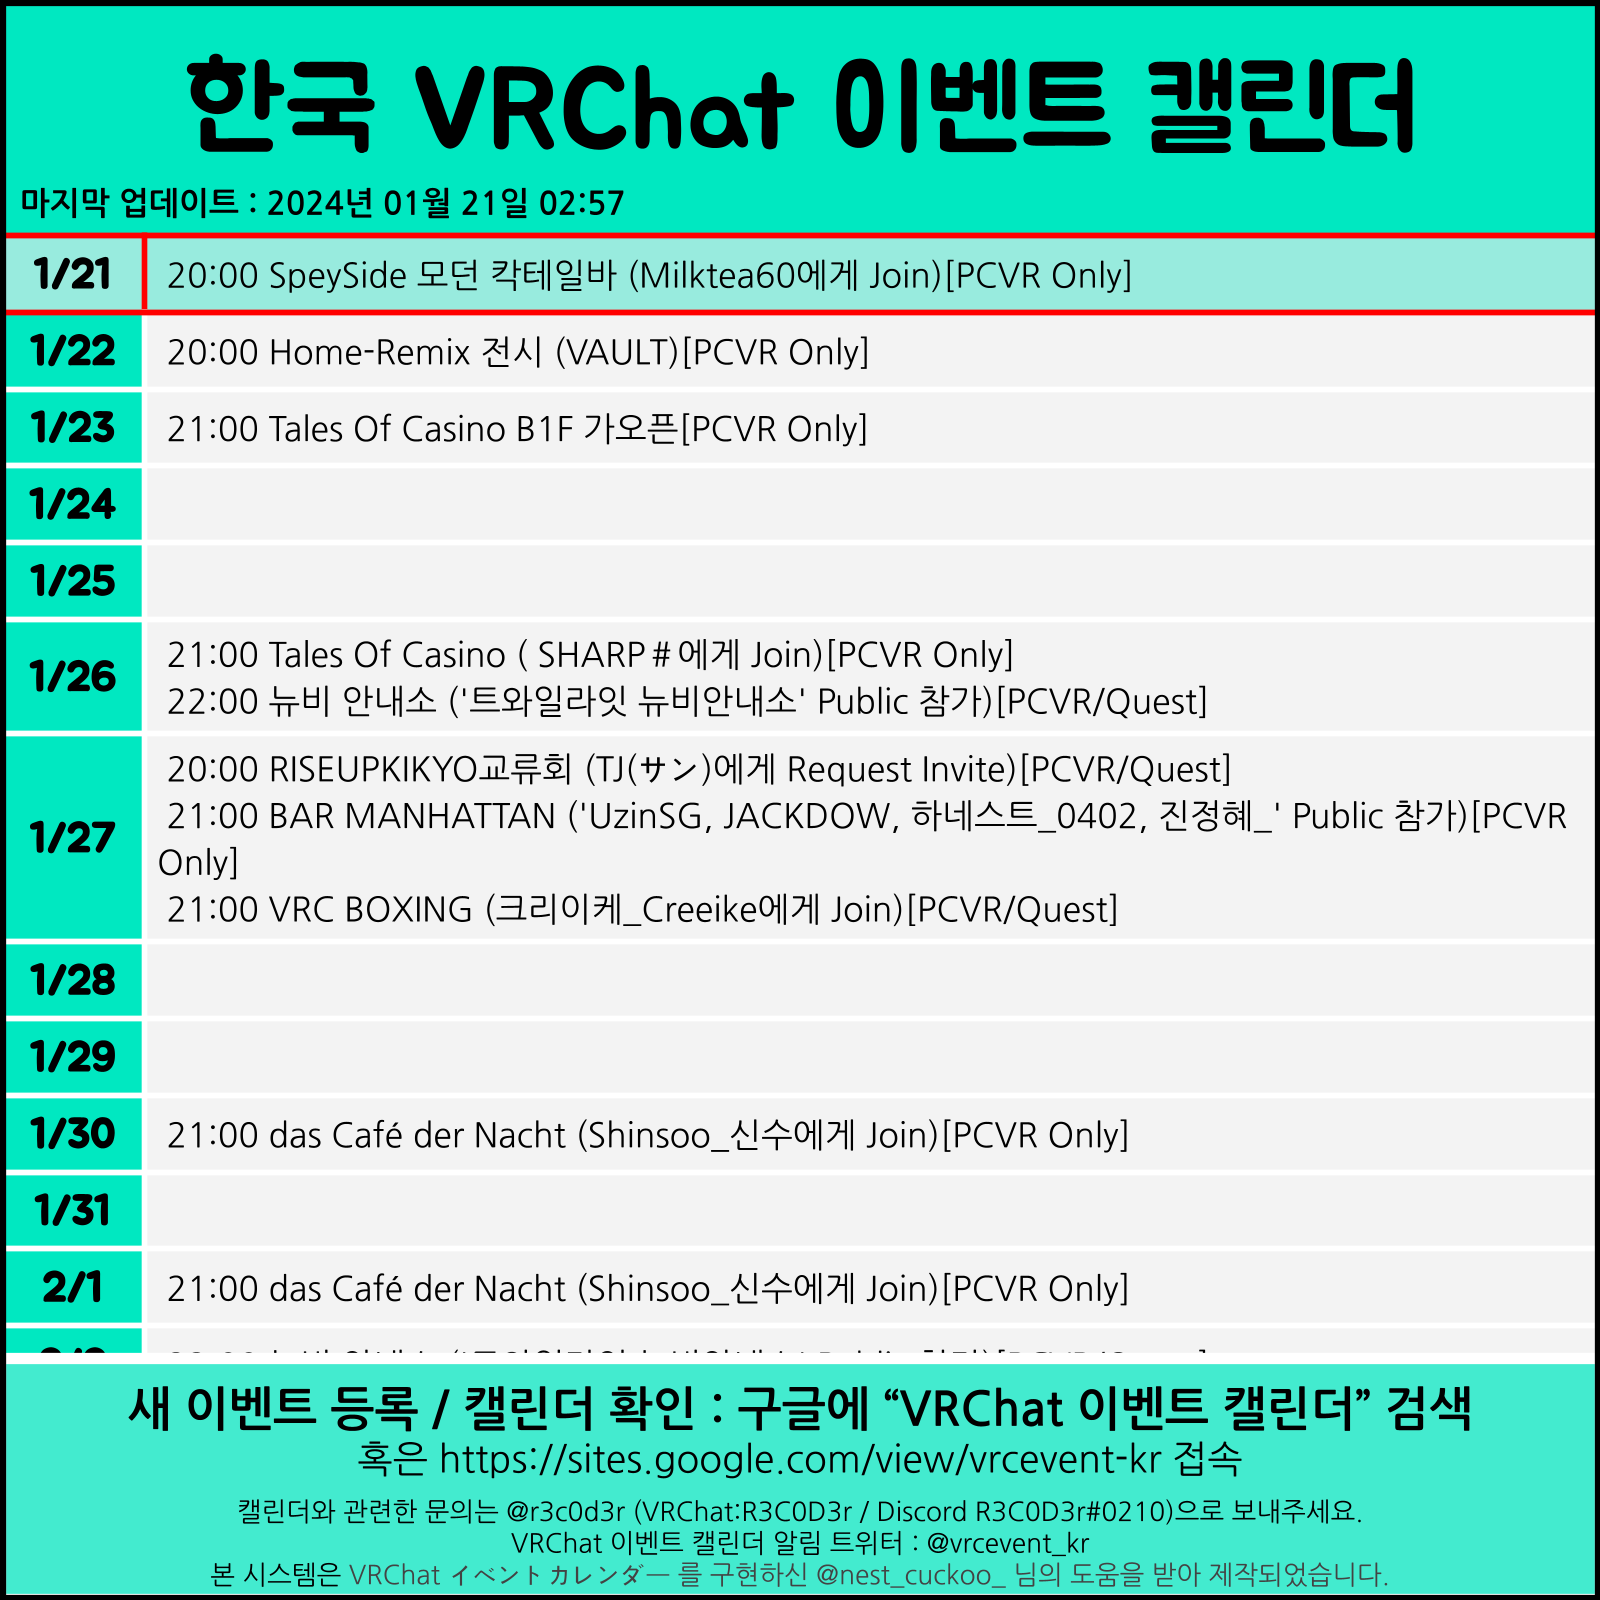 한국 VRChat 이벤트 캘린더
마지막 업데이트 : 2024년 01월 21일 02:57
1/21 20:00 SpeySide 모던 칵테일바 (Milktea60에게 Join)[PCVR Only]
1/22 20:00 Home-Remix 전시 (VAULT)[PCVR Only]
1/23 21:00 Tales Of Casino B1F 가오픈[PCVR Only]
1/24
1/25
1/26
21:00 Tales Of Casino ( SHARP＃에게 Join)[PCVR Only]
22:00 뉴비 안내소 ('트와일라잇 뉴비안내소' Public 참가)[PCVR/Quest]
1/27
20:00 RISEUPKIKYO교류회 (TJ(サン)에게 Request Invite)[PCVR/Quest]
21:00 BAR MANHATTAN ('UzinSG, JACKDOW, 하네스트_0402, 진정혜_' Public 참가)[PCVR
Only]
21:00 VRC BOXING (크리이케_Creeike에게 Join)[PCVR/Quest]
1/28
1/29
1/30 21:00 das Café der Nacht (Shinsoo_신수에게 Join)[PCVR Only]
1/31
2/1 21:00 das Café der Nacht (Shinsoo_신수에게 Join)[PCVR Only]
새 이벤트 등록 / 캘린더 확인 : 구글에 “VRChat 이벤트 캘린더” 검색
혹은 https://sites.google.com/view/vrcevent-kr 접속
캘린더와 관련한 문의는 @r3c0d3r (VRChat:R3C0D3r / Discord R3C0D3r#0210)으로 보내주세요.
VRChat 이벤트 캘린더 알림 트위터 : @vrcevent_kr
본 시스템은 VRChat イベントカレンダー 를 구현하신 @nest_cuckoo_ 님의 도움을 받아 제작되었습니다.